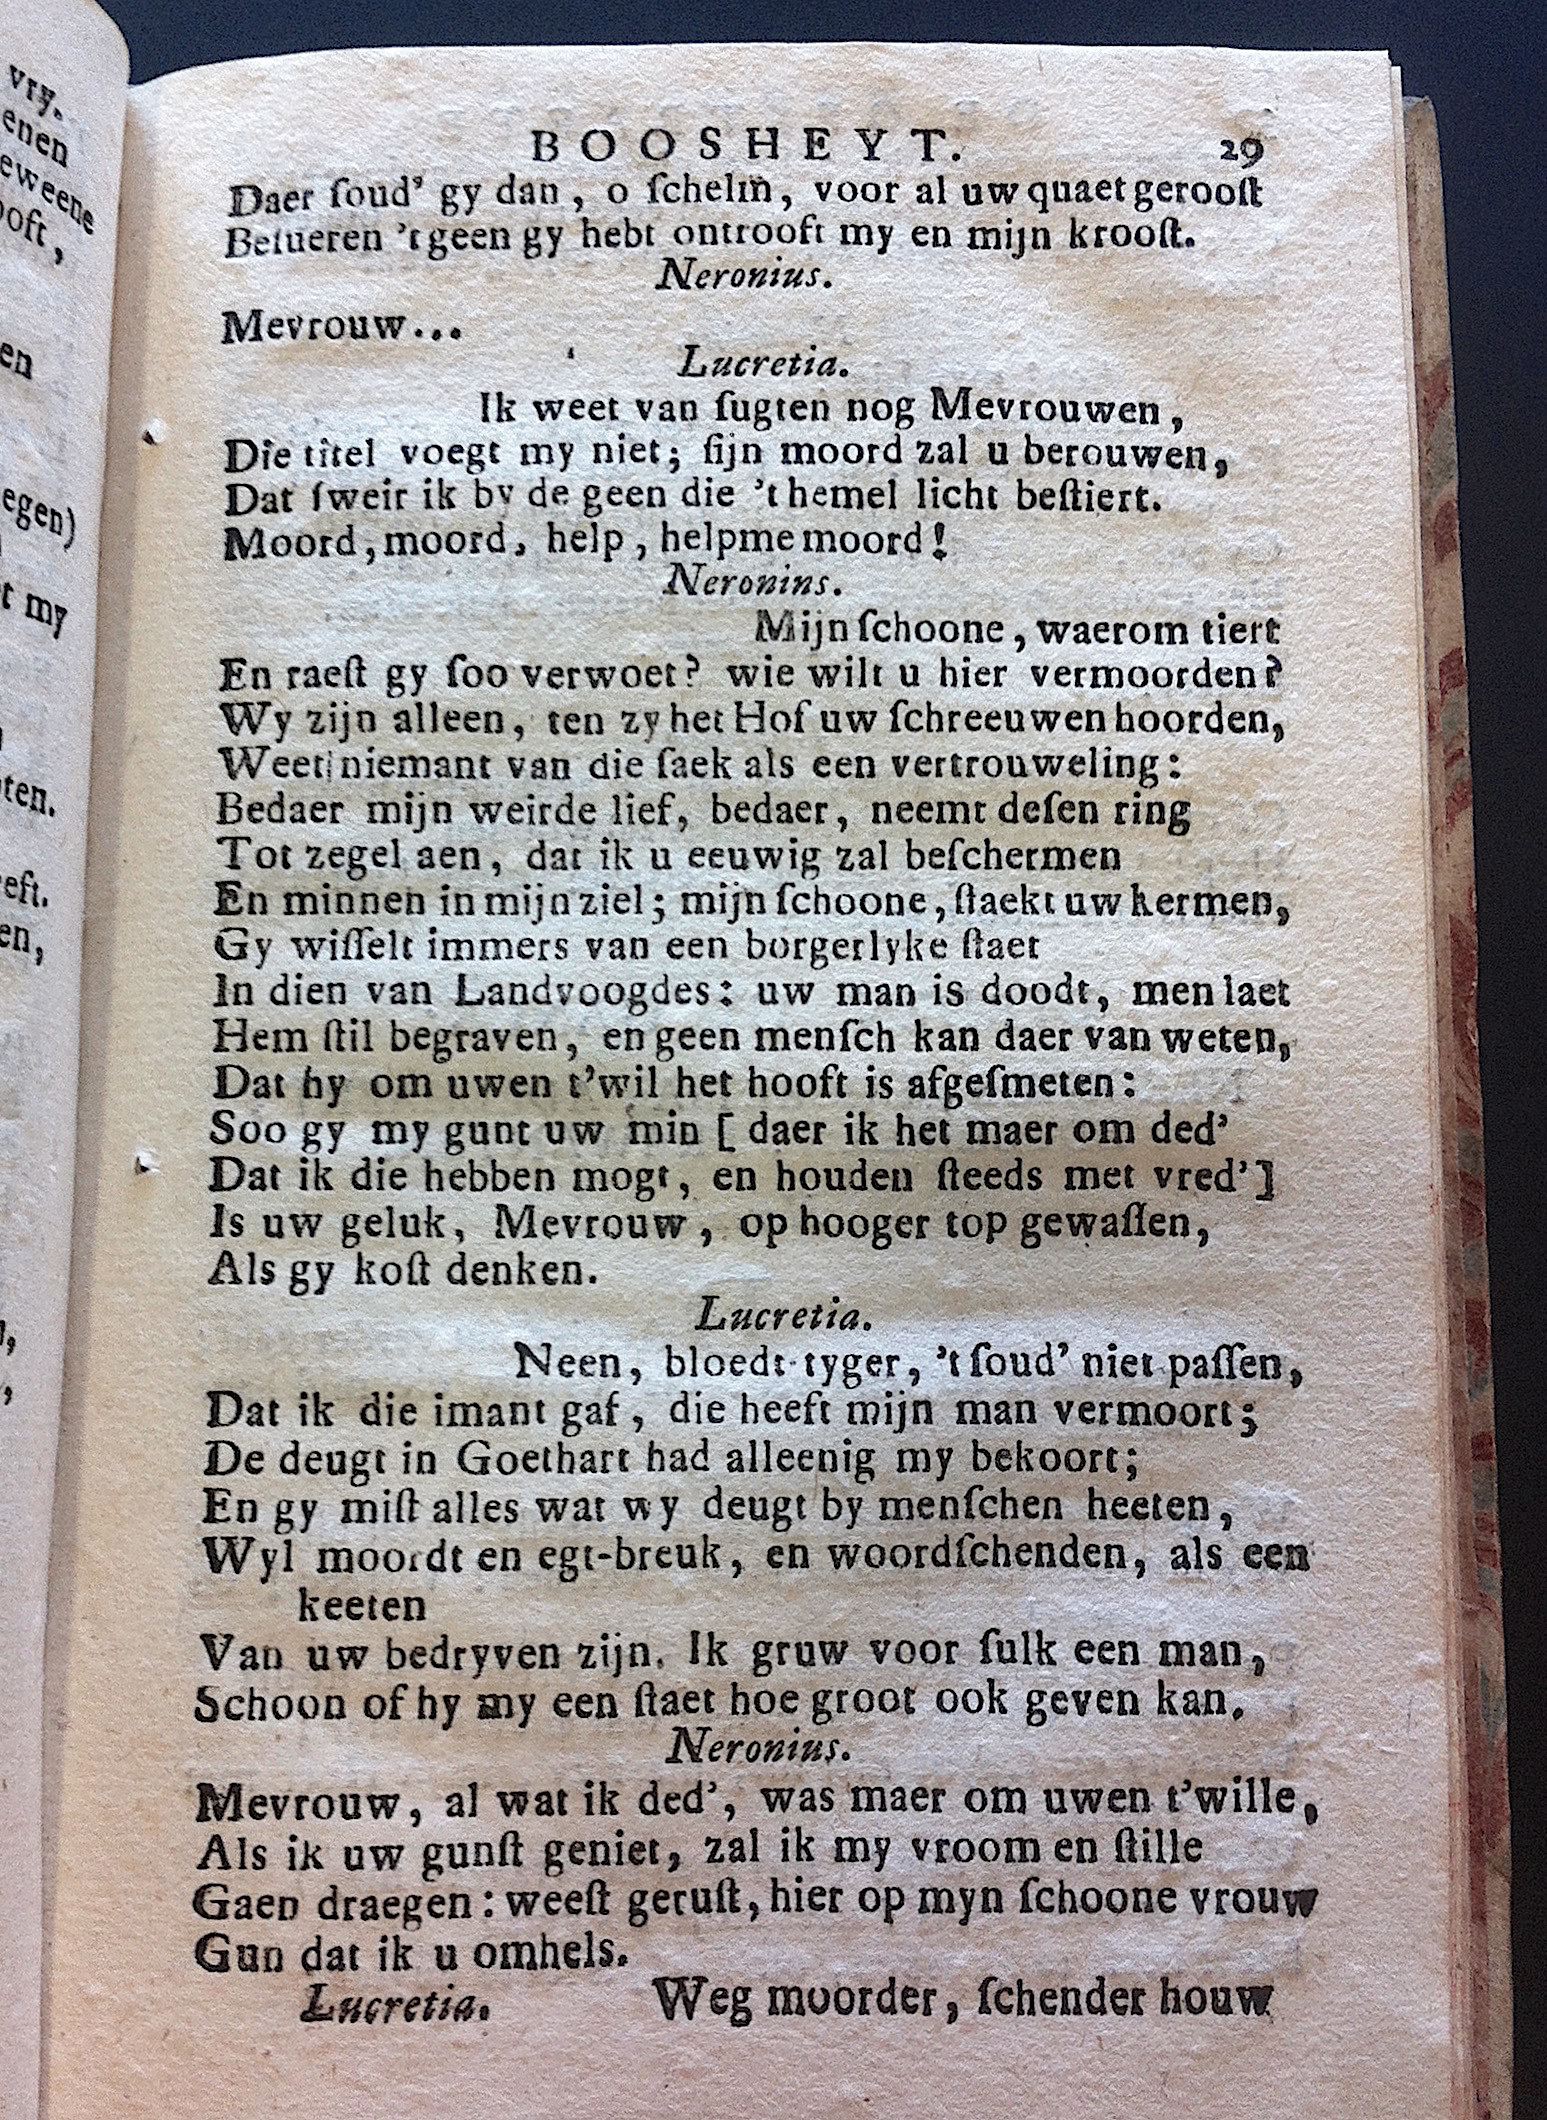 vry.
enen
eweene
ooft,
en
egen)
t my
ten.
eft.
en,
BOOSHEYT. 29
Daer ſoud’ gy dan, o ſchelm, voor al uw quaet gerooſt
Betueren ’t geen gy hebt ontrooft my en mijn krooſt.
Neronius.
Mevrouw...
Lucretia.
Ik weet van ſugten nog Mevrouwen,
Die titel voegt my niet; ſijn moord zal u berouwen,
Dat ſweir ik by de geen die ’t hemel licht beſtiert.
Moord, moord, help, help me moord!
Neronins.
Mijn ſchoone, waerom tiert
En raeſt gy ſoo verwoet? wie wilt u hier vermoorden?
Wy zijn alleen, ten zy het Hof uw ſchreeuwen hoorden,
Weet niemant van die ſaek als een vertrouweling:
Bedaer mijn weirde lief, bedaer, neemt deſen ring
Tot zegel aen, dat ik u eeuwig zal beſchermen
En minnen in mijn ziel; mijn ſchoone, ſtaekt uw kermen,
Gy wiſſelt immers van een borgerlyke ſtaet
In dien van Landvoogdes: uw man is doodt, men laet
Hem ſtil begraven, en geen menſch kan daer van weten,
Dat hy om uwen t’wil het hooft is afgeſmeten:
Soo gy my gunt uw min [ daer ik het maer om ded’
Dat ik die hebben mogt, en houden ſteeds met vred’]
Is uw geluk, Mevrouw, op hooger top gewaſſen,
Als gy koſt denken.
Lucretia.
Neen, bloedt-tyger, ’t ſoud’ niet paſſen,
Dat ik die imant gaf, die heeft mijn man vermoort;
De deugt in Goethart had alleenig my bekoort;
En gy miſt alles wat wy deugt by menſchen heeten,
Wyl moordt en egt-breuk, en woordſchenden, als een
keeten
Van uw bedryven zijn. Ik gruw voor ſulk een man,
Schoon of hy my een ſtaet hoe groot ook geven kan.
Neronius.
Mevrouw, al wat ik ded’, was maer om uwen t’wille,
Als ik uw gunſt geniet, zal ik my vroom en ſtille
Gaen draegen: weeſt geruſt, hier op myn ſchoone vrouw
Gun dat ik u omhels.
Lucretia. Weg moorder, ſchender houw